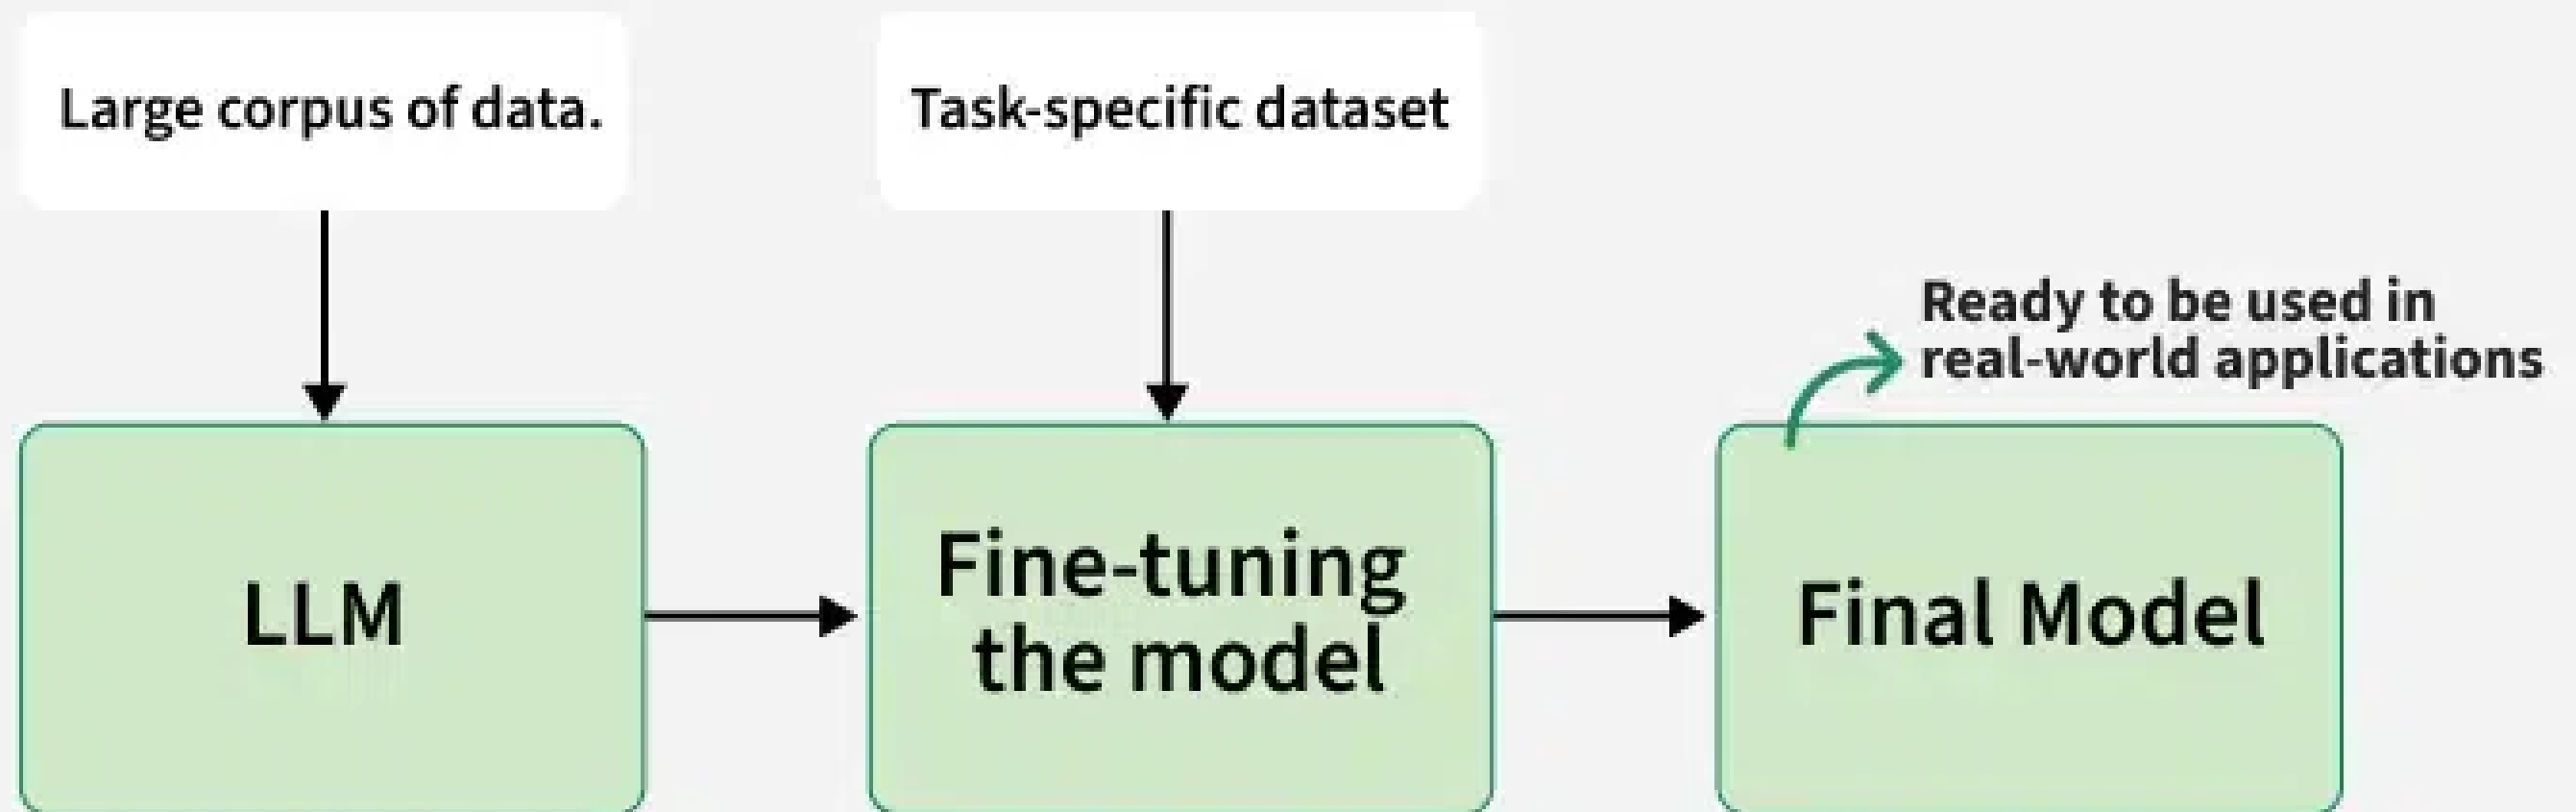 Large corpus of data.
Task-specific dataset
Ready to be used in
real-world applications
LLM
Fine-tuning
the model
Final Model